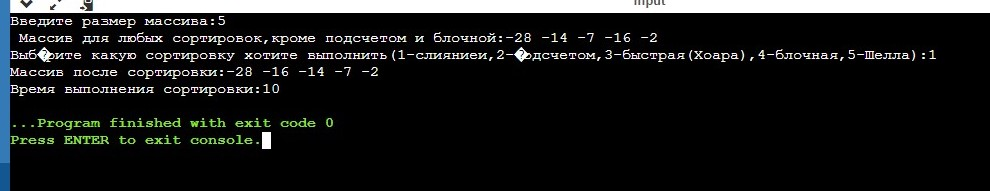 input
Введите размер массива:5
Массив для любых сортировок,кроме подсчетом и блочной:-28 -14 -7 -16 -2
Выб�рите какую сортировку хотите выполнить(1-слияниеи,2-�одсчетом,3-быстрая(Хоара),4-блочная,5-Шелла):1
Массив после сортировки:-28 -16 -14 -7 -2
Время выполнения сортировки:10
...Program finished with exit code 0
Press ENTER to exit console.